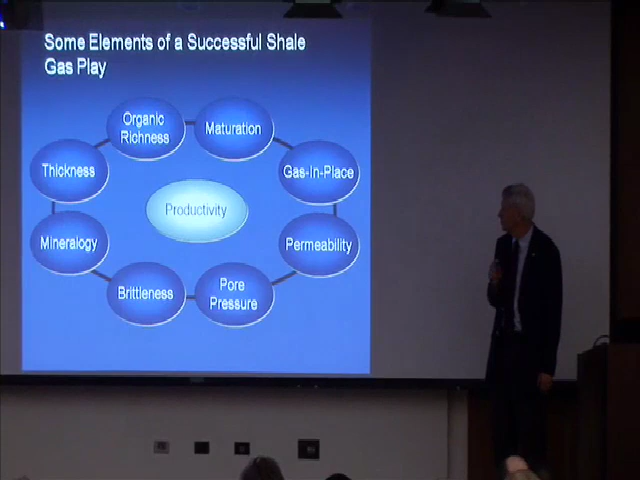 Some Elements of a Successful Shale
Gas Play
Organic
Richness
Maturation
Thickness
Gas-In-Place
Productivity
Mineralogy
Permeability
Brittleness
Pore
Pressure